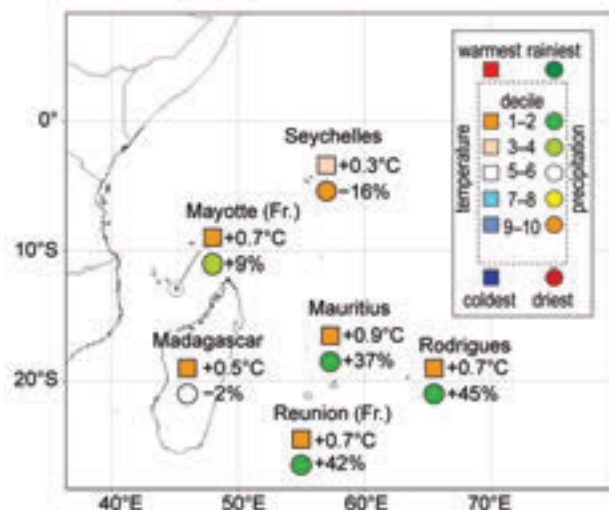 warmest rainiest
decile
1–2
3–4
5–6
7–8
9–10
temperature
precipitation
coldest driest
0°
10°S
20°S
Seychelles
+0.3°C
−16%
Mayotte (Fr.)
+0.7°C
+9%
Mauritius
+0.9°C
+37%
Madagascar
+0.5°C
−2%
Rodrigues
+0.7°C
+45%
Reunion (Fr.)
+0.7°C
+42%
40°E 50°E 60°E 70°E